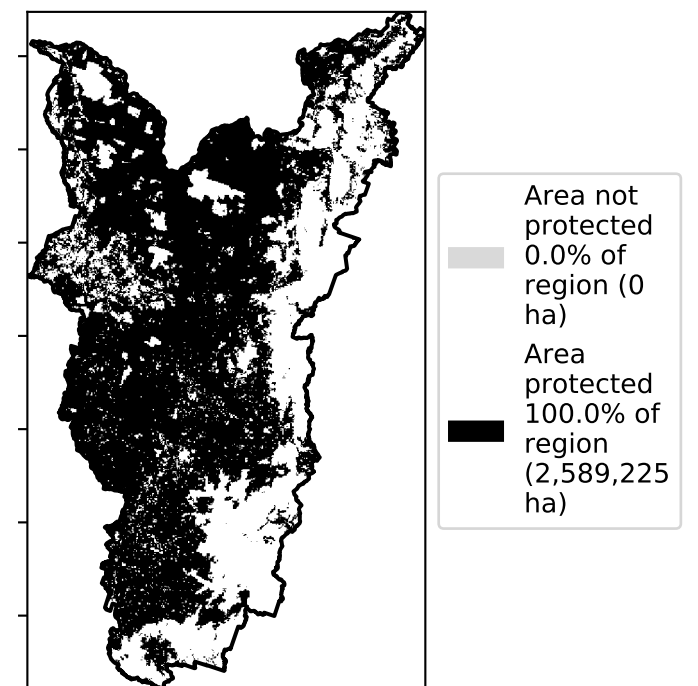 Area not
protected
0.0% of
region (0
ha)
Area
protected
100.0% of
region
(2,589,225
ha)